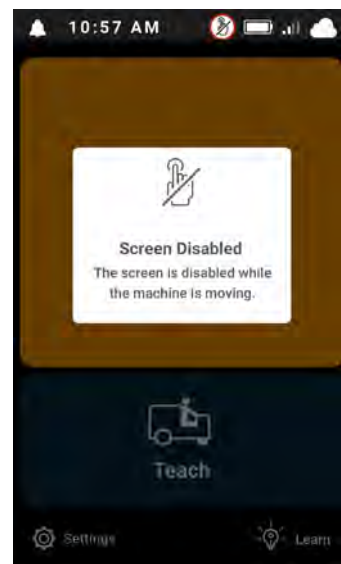 10:57 AM
Screen Disabled
The screen is disabled while
the machine is moving.
Teach
Settings
Learn